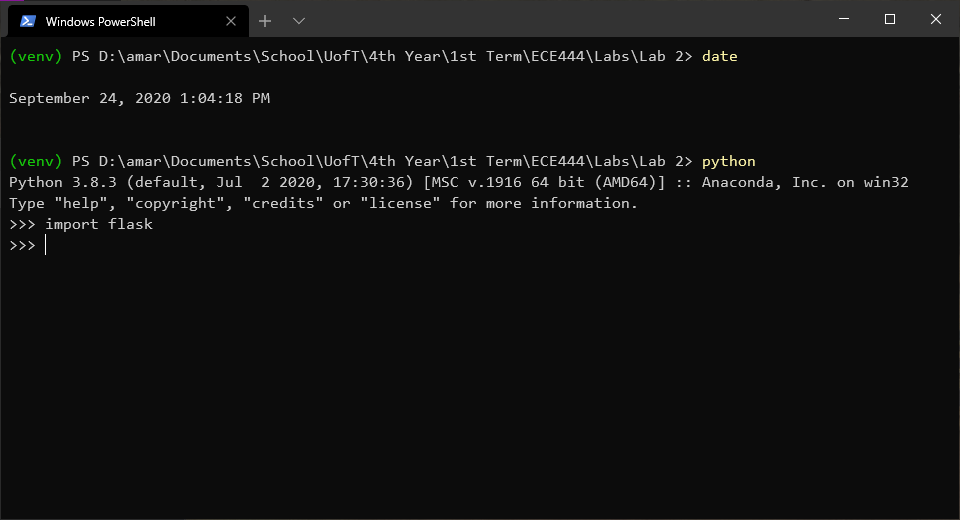 Windows PowerShell
(venv) PS D:\amar\Documents\School\UofT\4th Year\1st Term\ECE444\Labs\Lab 2> date
September 24, 2020 1:04:18 PM
(venv) PS D:\amar\Documents\School\UofT\4th Year\1st Term\ECE444\Labs\Lab 2> python
Python 3.8.3 (default, Jul  2 2020, 17:30:36) [MSC v.1916 64 bit (AMD64)] :: Anaconda, Inc. on win32
Type "help", "copyright", "credits" or "license" for more information.
>>> import flask
>>>